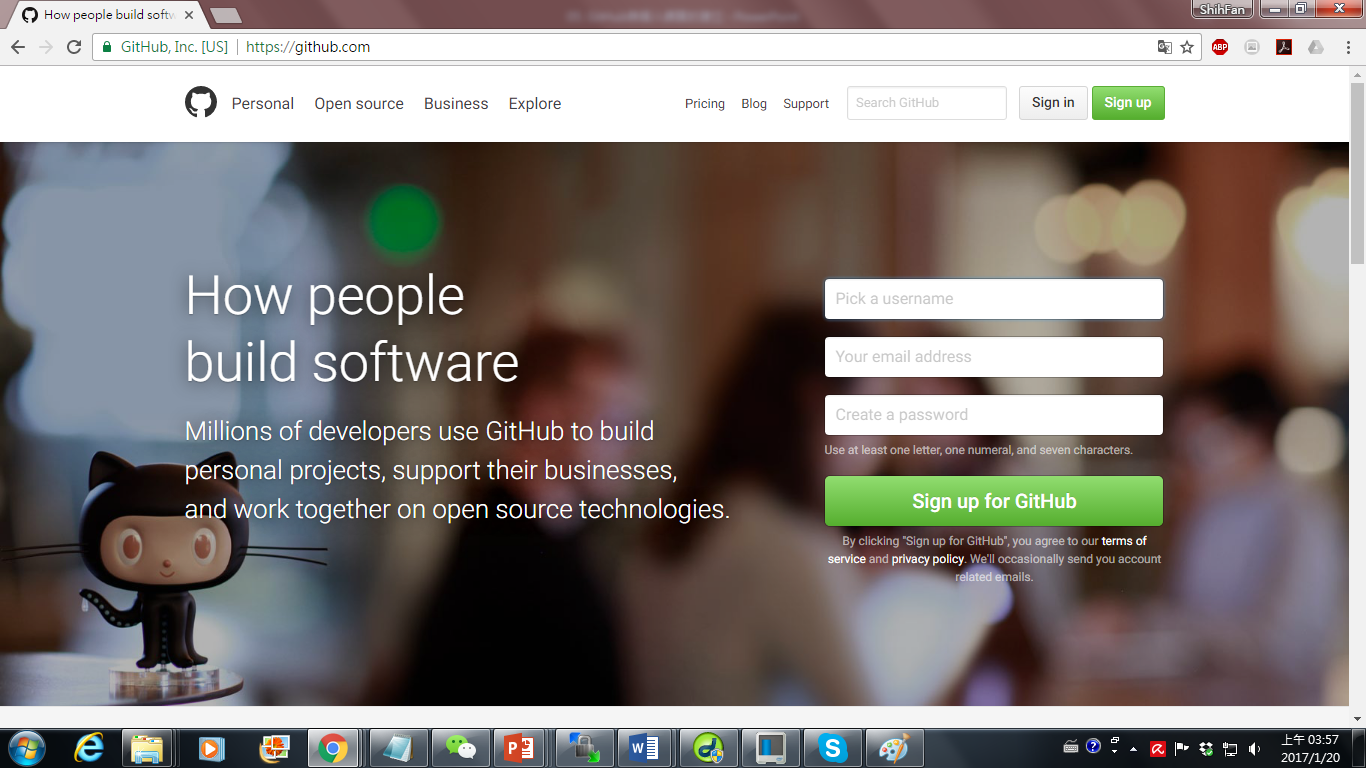 How people build softw
ShihFan
GitHub, Inc. [US]
https://github.com
ABP
Personal
Open source
Business
Explore
Pricing
Blog
Support
Search GitHub
Sign in
Sign up
How people
build software
Millions of developers use GitHub to build
personal projects, support their businesses,
and work together on open source technologies.
Pick a username
Your email address
Create a password
Use at least one letter, one numeral, and seven characters.
Sign up for GitHub
By clicking "Sign up for GitHub", you agree to our terms of
service and privacy policy. We'll occasionally send you account
related emails.
上午 03:57
2017/1/20